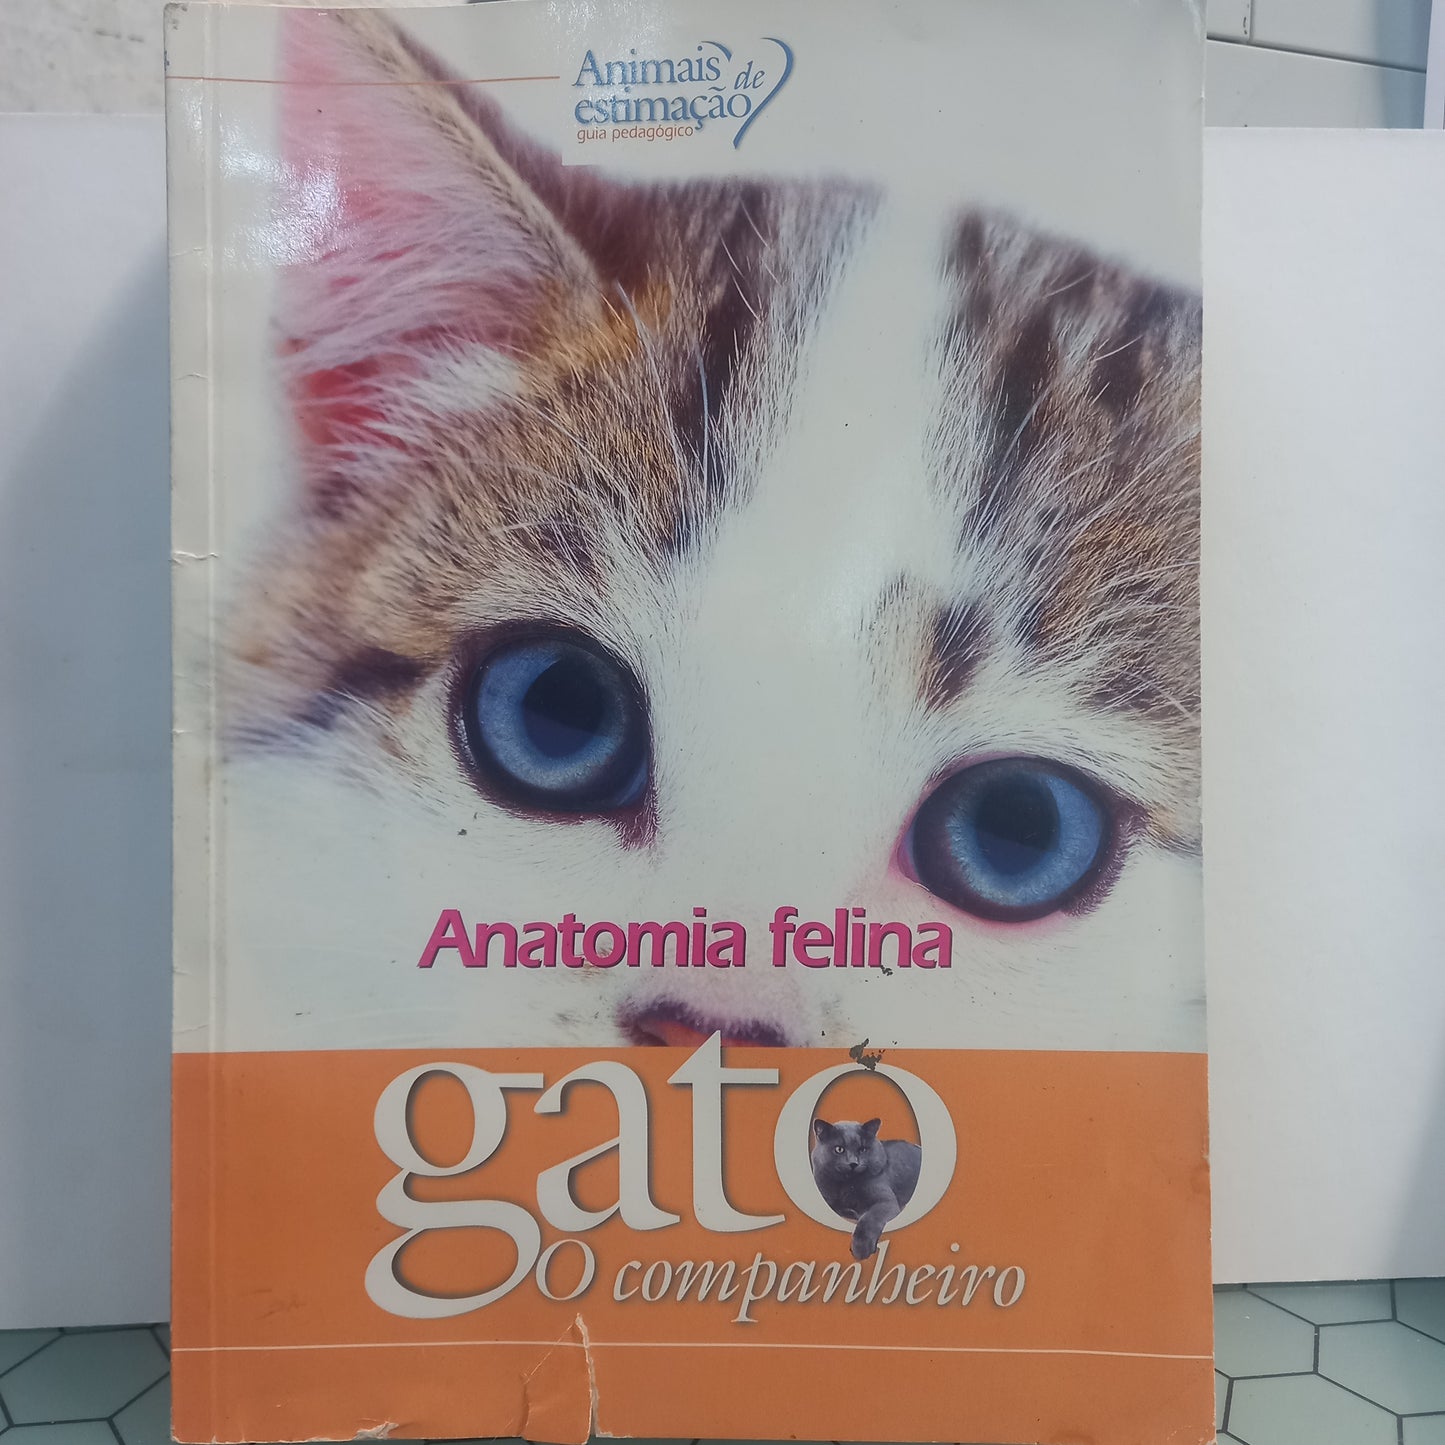 Animais de
estimação
guia pedagógico
Anatomia felina
gato
O companheiro